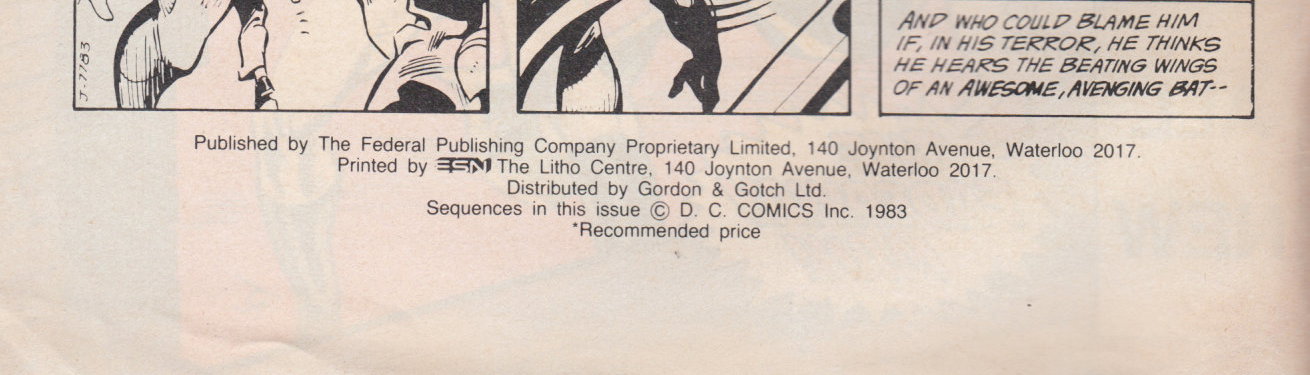 J-7183
AND WHO COULD BLAME HIM
IF, IN HIS TERROR, HE THINKS
HE HEARS THE BEATING WINGS
OF AN AWESOME, AVENGING BAT--
Published by The Federal Publishing Company Proprietary Limited, 140 Joynton Avenue, Waterloo 2017.
Printed by ESN The Litho Centre, 140 Joynton Avenue, Waterloo 2017.
Distributed by Gordon & Gotch Ltd.
Sequences in this issue © D. C. COMICS Inc. 1983
*Recommended price